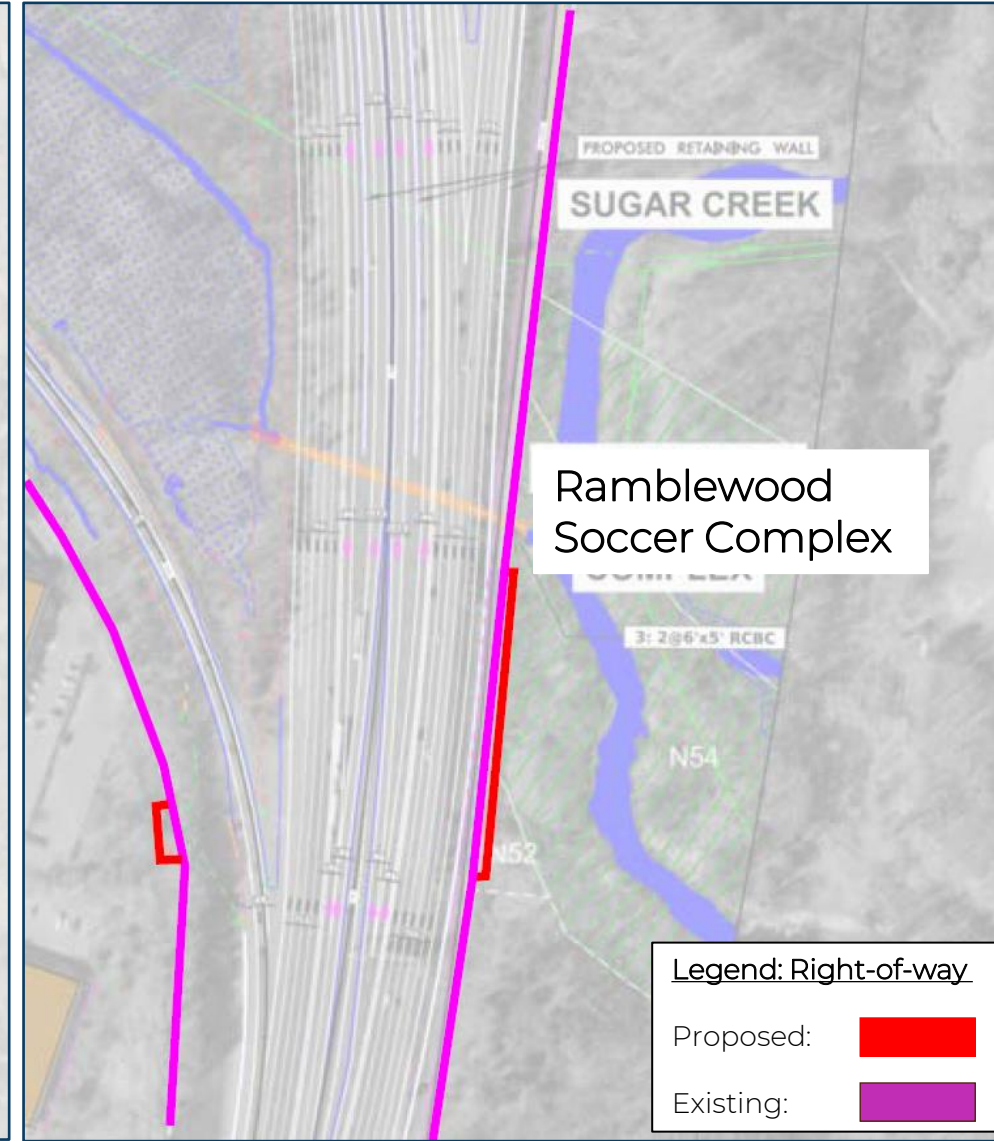 PROPOSED RETAINING WALL
SUGAR CREEK
Ramblewood
Soccer Complex
COMPLEX
3: 2@6'x5' RCBC
N54
N52
Legend: Right-of-way
Proposed:
Existing: